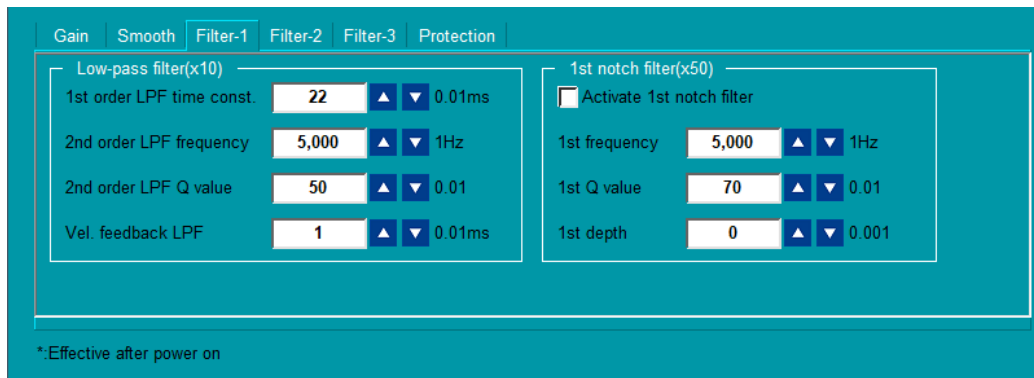 Gain Smooth Filter-1 Filter-2 Filter-3 Protection
Low-pass filter(x10)
1st order LPF time const. 22 0.01ms
2nd order LPF frequency 5,000 1Hz
2nd order LPF Q value 50 0.01
Vel. feedback LPF 1 0.01ms
1st notch filter(x50)
Activate 1st notch filter
1st frequency 5,000 1Hz
1st Q value 70 0.01
1st depth 0 0.001
*:Effective after power on